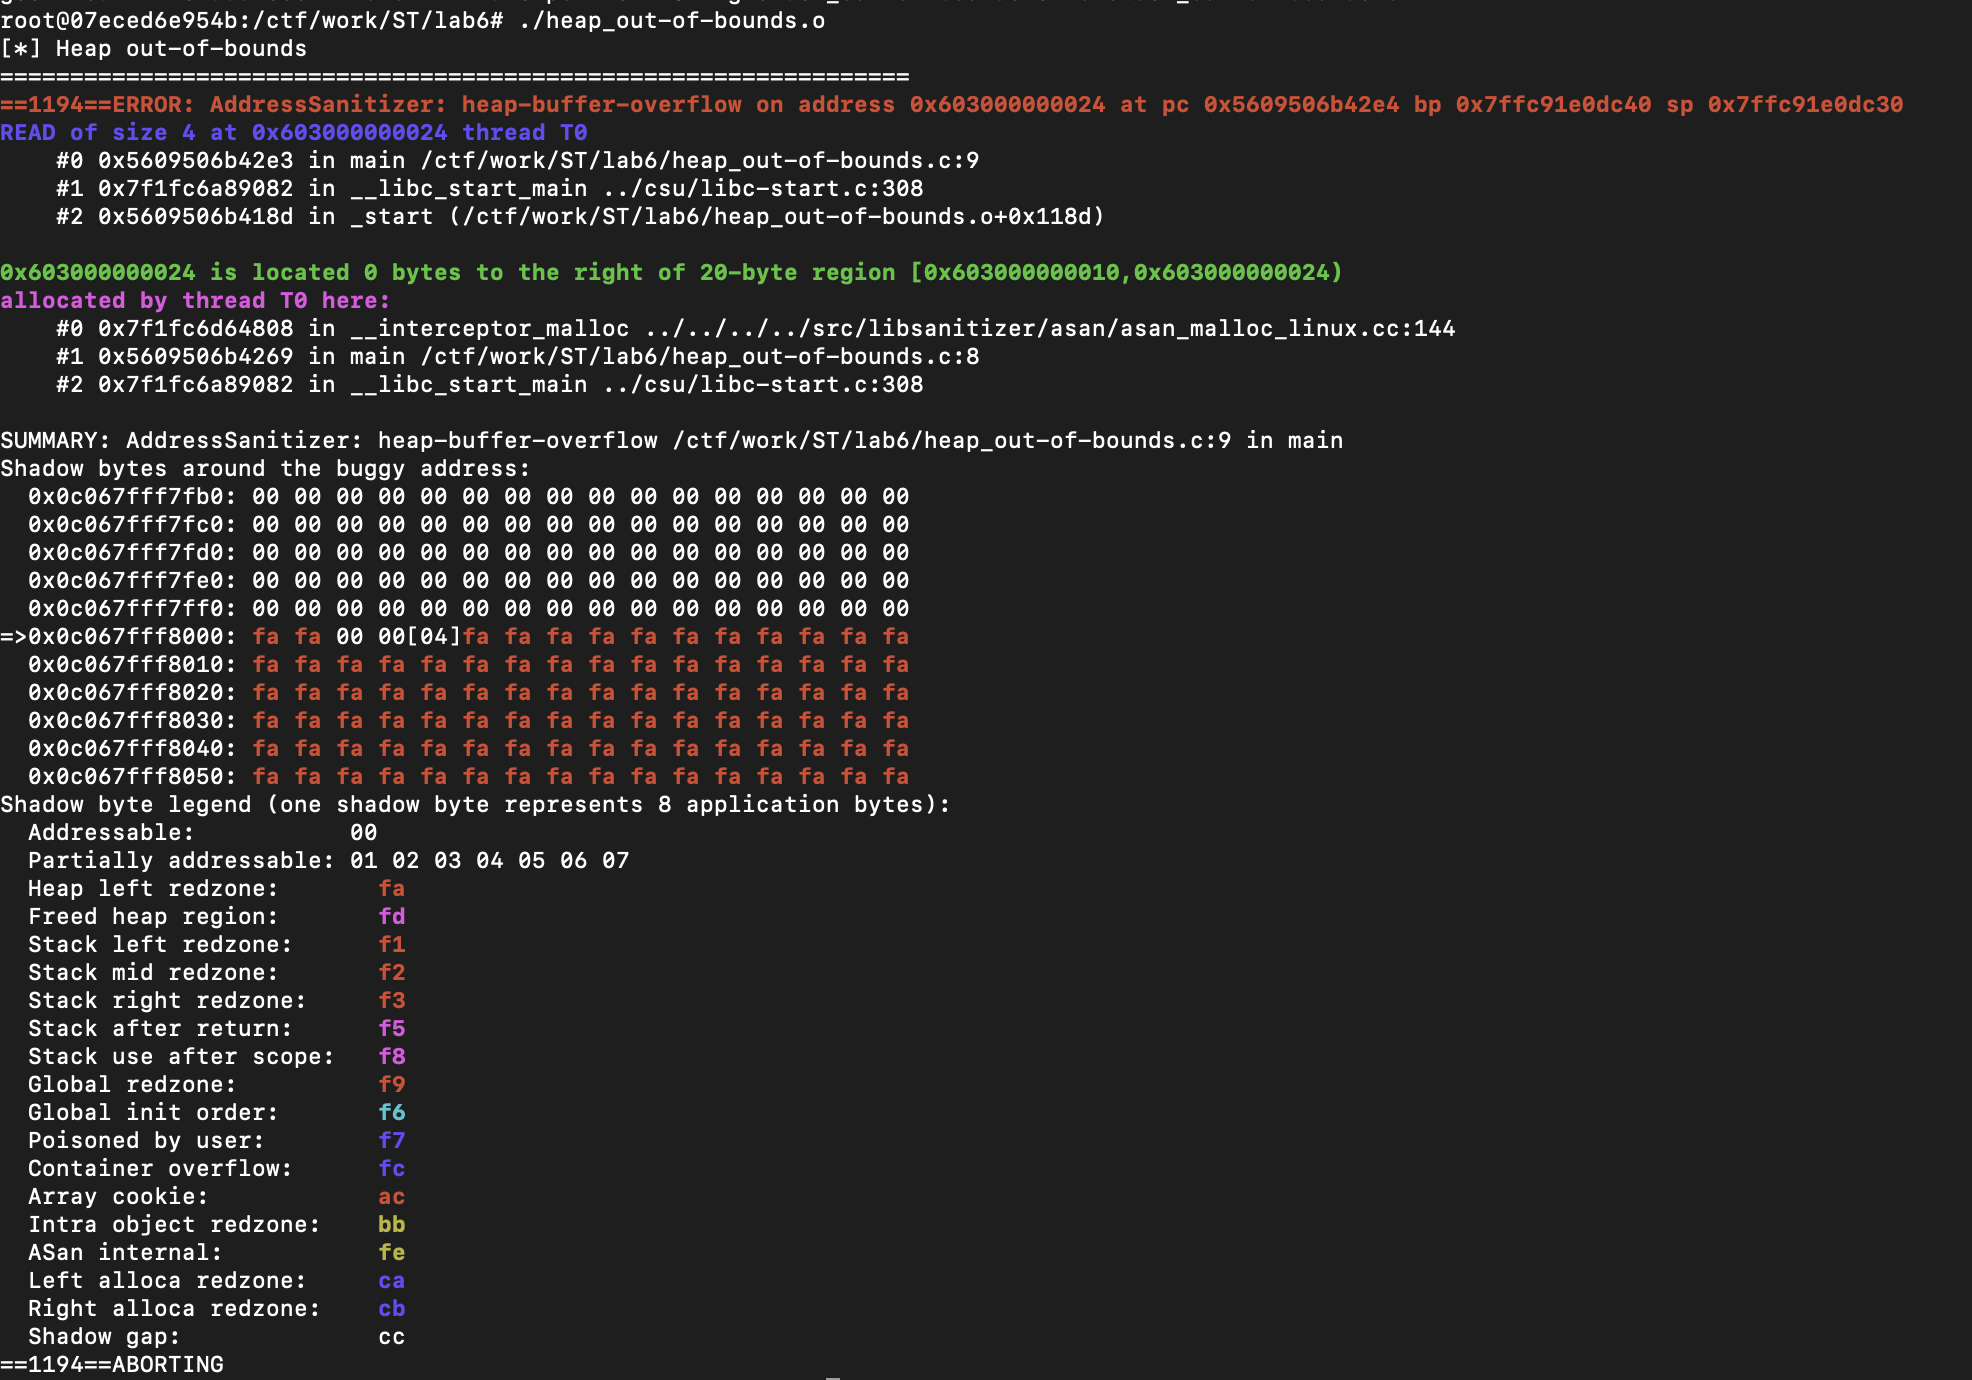 root@07eced6e954b:/ctf/work/ST/lab6# ./heap_out-of-bounds.o
[*] Heap out-of-bounds
=================================================================
==1194==ERROR: AddressSanitizer: heap-buffer-overflow on address 0x603000000024 at pc 0x5609506b42e4 bp 0x7ffc91e0dc40 sp 0x7ffc91e0dc30
READ of size 4 at 0x603000000024 thread T0
    #0 0x5609506b42e3 in main /ctf/work/ST/lab6/heap_out-of-bounds.c:9
    #1 0x7f1fc6a89082 in __libc_start_main ../csu/libc-start.c:308
    #2 0x5609506b418d in _start (/ctf/work/ST/lab6/heap_out-of-bounds.o+0x118d)

0x603000000024 is located 0 bytes to the right of 20-byte region [0x603000000010,0x603000000024)
allocated by thread T0 here:
    #0 0x7f1fc6d64808 in __interceptor_malloc ../../../../src/libsanitizer/asan/asan_malloc_linux.cc:144
    #1 0x5609506b4269 in main /ctf/work/ST/lab6/heap_out-of-bounds.c:8
    #2 0x7f1fc6a89082 in __libc_start_main ../csu/libc-start.c:308

SUMMARY: AddressSanitizer: heap-buffer-overflow /ctf/work/ST/lab6/heap_out-of-bounds.c:9 in main
Shadow bytes around the buggy address:
  0x0c067fff7fb0: 00 00 00 00 00 00 00 00 00 00 00 00 00 00 00 00
  0x0c067fff7fc0: 00 00 00 00 00 00 00 00 00 00 00 00 00 00 00 00
  0x0c067fff7fd0: 00 00 00 00 00 00 00 00 00 00 00 00 00 00 00 00
  0x0c067fff7fe0: 00 00 00 00 00 00 00 00 00 00 00 00 00 00 00 00
  0x0c067fff7ff0: 00 00 00 00 00 00 00 00 00 00 00 00 00 00 00 00
=>0x0c067fff8000: fa fa 00 00[04]fa fa fa fa fa fa fa fa fa fa fa
  0x0c067fff8010: fa fa fa fa fa fa fa fa fa fa fa fa fa fa fa fa
  0x0c067fff8020: fa fa fa fa fa fa fa fa fa fa fa fa fa fa fa fa
  0x0c067fff8030: fa fa fa fa fa fa fa fa fa fa fa fa fa fa fa fa
  0x0c067fff8040: fa fa fa fa fa fa fa fa fa fa fa fa fa fa fa fa
  0x0c067fff8050: fa fa fa fa fa fa fa fa fa fa fa fa fa fa fa fa
Shadow byte legend (one shadow byte represents 8 application bytes):
  Addressable:           00
  Partially addressable: 01 02 03 04 05 06 07
  Heap left redzone:       fa
  Freed heap region:       fd
  Stack left redzone:      f1
  Stack mid redzone:       f2
  Stack right redzone:     f3
  Stack after return:      f5
  Stack use after scope:   f8
  Global redzone:          f9
  Global init order:       f6
  Poisoned by user:        f7
  Container overflow:      fc
  Array cookie:            ac
  Intra object redzone:    bb
  ASan internal:           fe
  Left alloca redzone:     ca
  Right alloca redzone:    cb
  Shadow gap:              cc
==1194==ABORTING